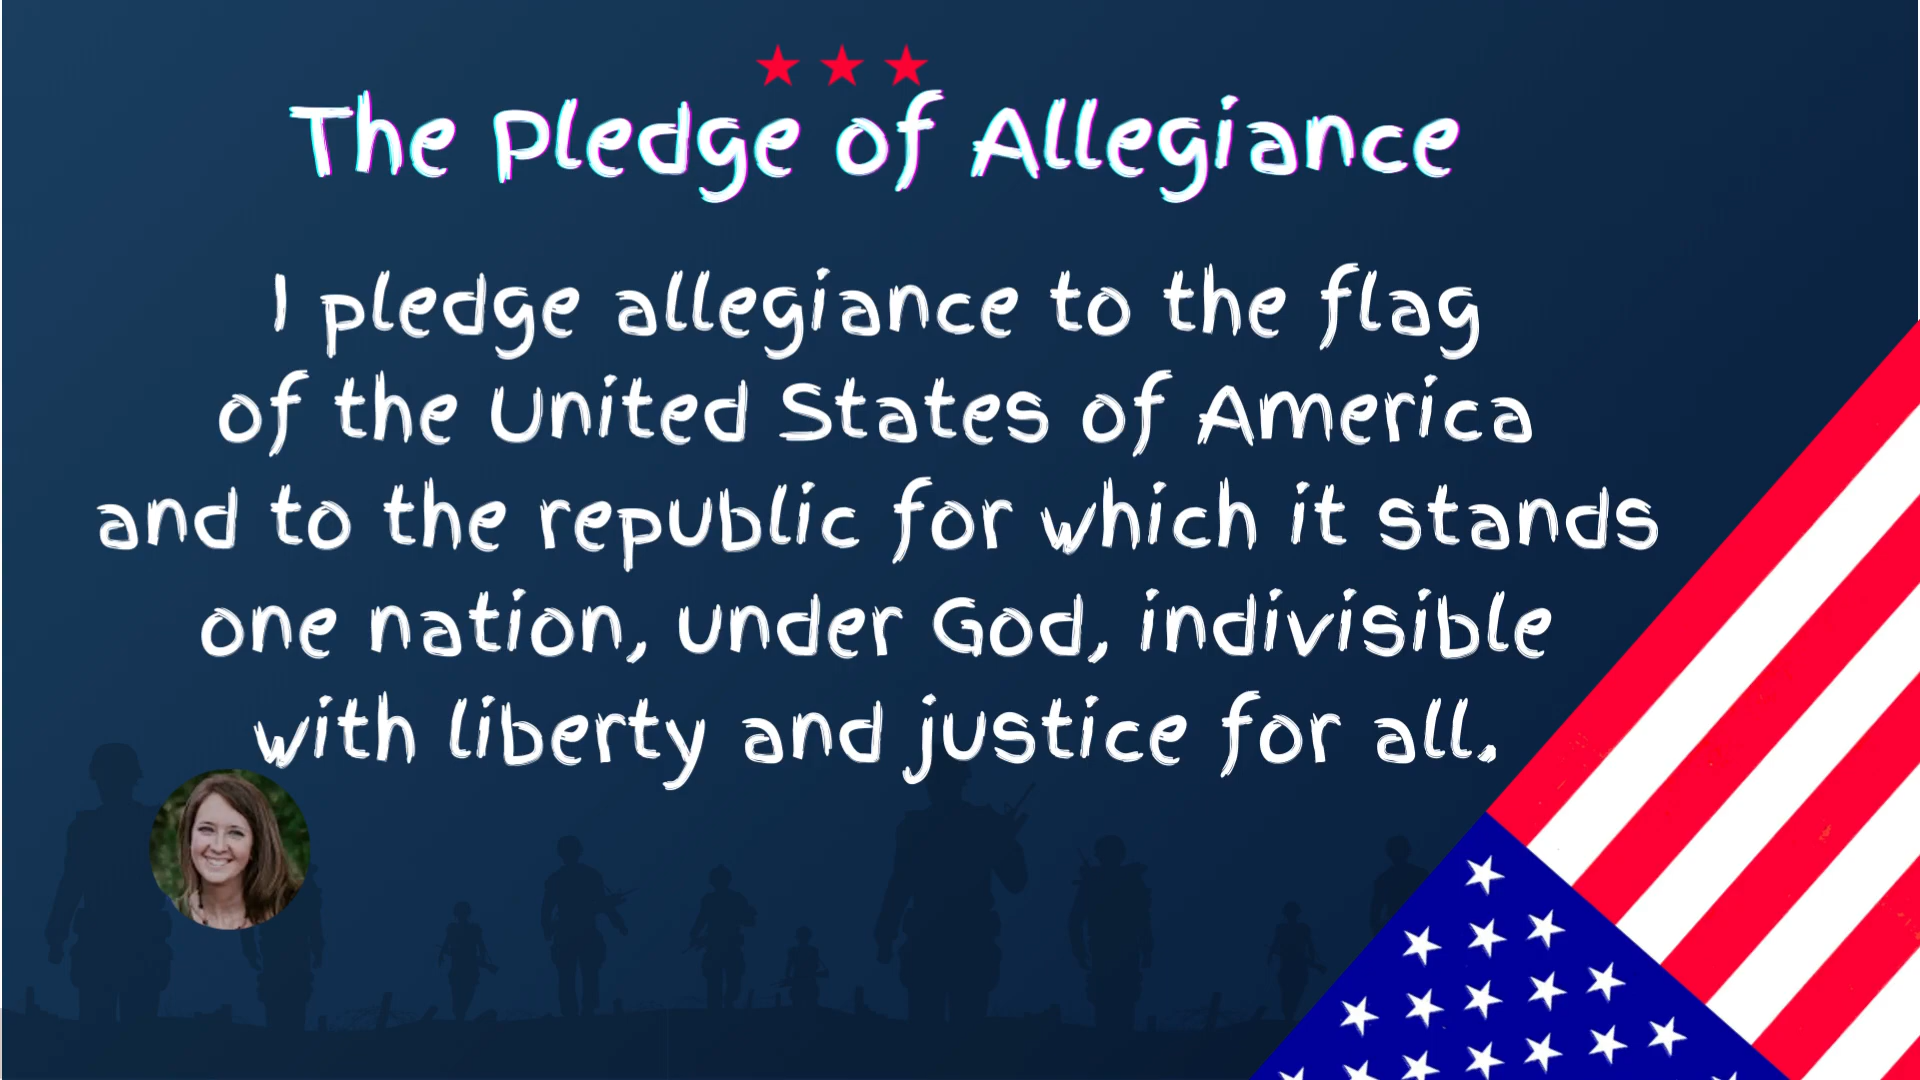 The Pledge of Allegiance
I pledge allegiance to the flag
of the United States of America
and to the republic for which it stands
one nation, under God, indivisible
with liberty and justice for all.